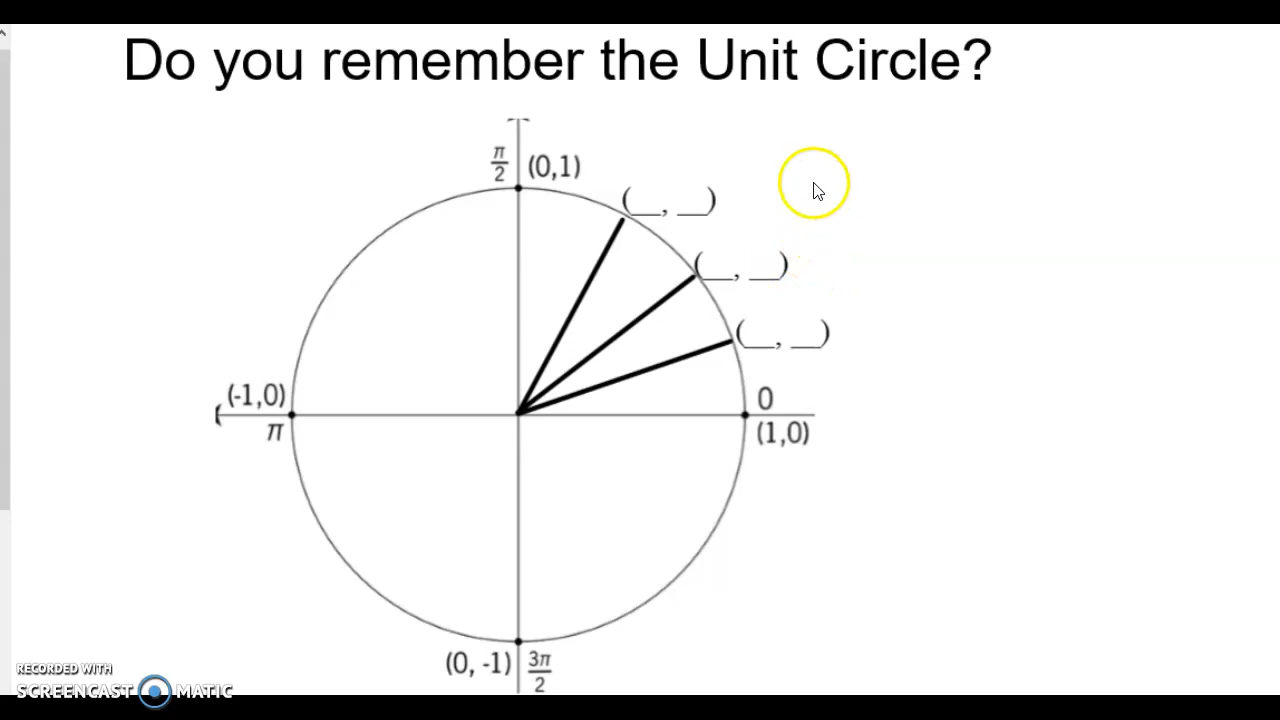 Do you remember the Unit Circle?
π/2 (0,1)
(__, __)
(__, __)
(__, __)
(-1,0)
π
0
(1,0)
(0, -1) 3π/2
RECORDED WITH
SCREENCAST MATIC